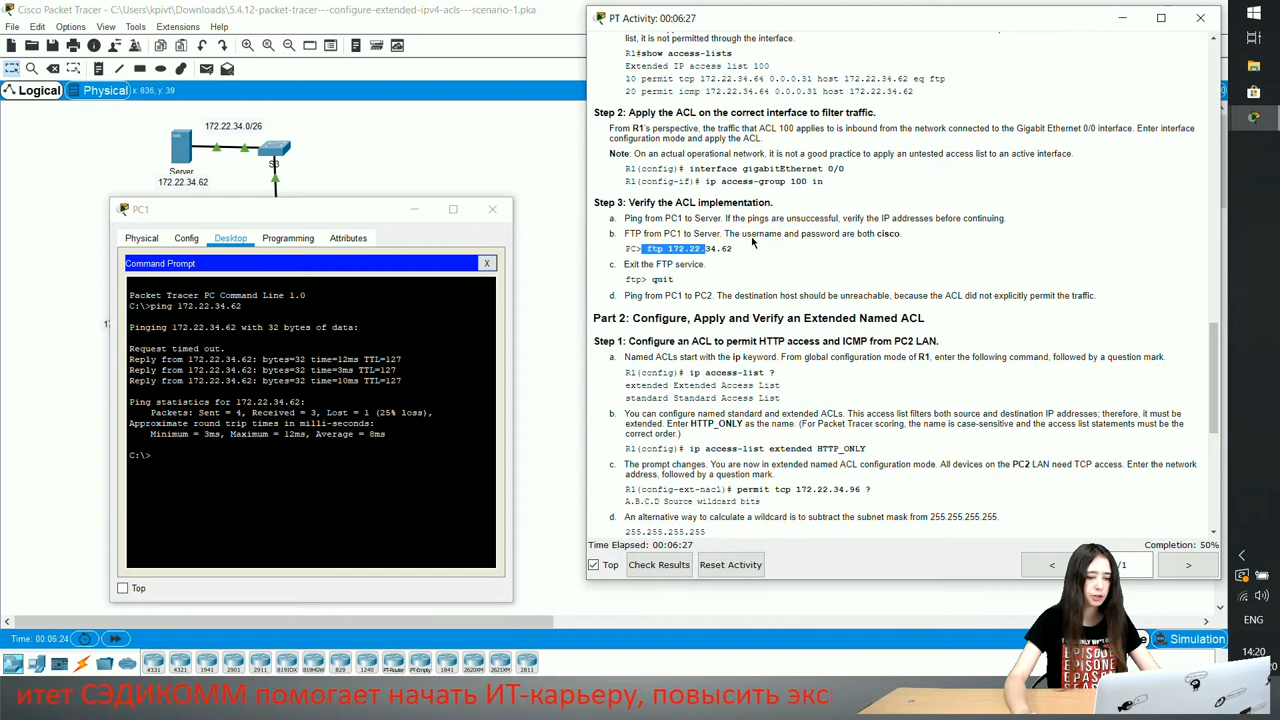 Cisco Packet Tracer - C:\Users\kpivt\Downloads\5.4.12-packet-tracer---configure-extended-ipv4-acls---scenario-1.pka
File Edit Options View Tools Extensions Help
Logical Physical x: 836, y: 39
172.22.34.0/26
Server
172.22.34.62
S3
PC1
Physical Config Desktop Programming Attributes
Command Prompt X
Packet Tracer PC Command Line 1.0
C:\>ping 172.22.34.62
Pinging 172.22.34.62 with 32 bytes of data:
Request timed out.
Reply from 172.22.34.62: bytes=32 time=12ms TTL=127
Reply from 172.22.34.62: bytes=32 time=3ms TTL=127
Reply from 172.22.34.62: bytes=32 time=10ms TTL=127
Ping statistics for 172.22.34.62:
Packets: Sent = 4, Received = 3, Lost = 1 (25% loss),
Approximate round trip times in milli-seconds:
Minimum = 3ms, Maximum = 12ms, Average = 8ms
C:\>
Top
PT Activity: 00:06:27
list, it is not permitted through the interface.
R1#show access-lists
Extended IP access list 100
10 permit tcp 172.22.34.64 0.0.0.31 host 172.22.34.62 eq ftp
20 permit icmp 172.22.34.64 0.0.0.31 host 172.22.34.62
Step 2: Apply the ACL on the correct interface to filter traffic.
From R1's perspective, the traffic that ACL 100 applies to is inbound from the network connected to the Gigabit Ethernet 0/0 interface. Enter interface
configuration mode and apply the ACL.
Note: On an actual operational network, it is not a good practice to apply an untested access list to an active interface.
R1(config)# interface gigabitEthernet 0/0
R1(config-if)# ip access-group 100 in
Step 3: Verify the ACL implementation.
a. Ping from PC1 to Server. If the pings are unsuccessful, verify the IP addresses before continuing.
b. FTP from PC1 to Server. The username and password are both cisco.
PC> ftp 172.22.34.62
c. Exit the FTP service.
ftp> quit
d. Ping from PC1 to PC2. The destination host should be unreachable, because the ACL did not explicitly permit the traffic.
Part 2: Configure, Apply and Verify an Extended Named ACL
Step 1: Configure an ACL to permit HTTP access and ICMP from PC2 LAN.
a. Named ACLs start with the ip keyword. From global configuration mode of R1, enter the following command, followed by a question mark.
R1(config)# ip access-list ?
extended Extended Access List
standard Standard Access List
b. You can configure named standard and extended ACLs. This access list filters both source and destination IP addresses; therefore, it must be
extended. Enter HTTP_ONLY as the name. (For Packet Tracer scoring, the name is case-sensitive and the access list statements must be the
correct order.)
R1(config)# ip access-list extended HTTP_ONLY
c. The prompt changes. You are now in extended named ACL configuration mode. All devices on the PC2 LAN need TCP access. Enter the network
address, followed by a question mark.
R1(config-ext-nacl)# permit tcp 172.22.34.96 ?
A.B.C.D Source wildcard bits
d. An alternative way to calculate a wildcard is to subtract the subnet mask from 255.255.255.255.
255.255.255.255
Time Elapsed: 00:06:27 Completion: 50%
Top Check Results Reset Activity < /1 >
Time: 00:06:24 Simulation
4331 4321 1941 2901 2911 819IOX 819HGW 829 1240 PTRouter PT-Empty 1841 2620XM 2621XM 2811
ENG
14:20
EPISODE
итет СЭДИКОММ помогает начать ИТ-карьеру, повысить экс